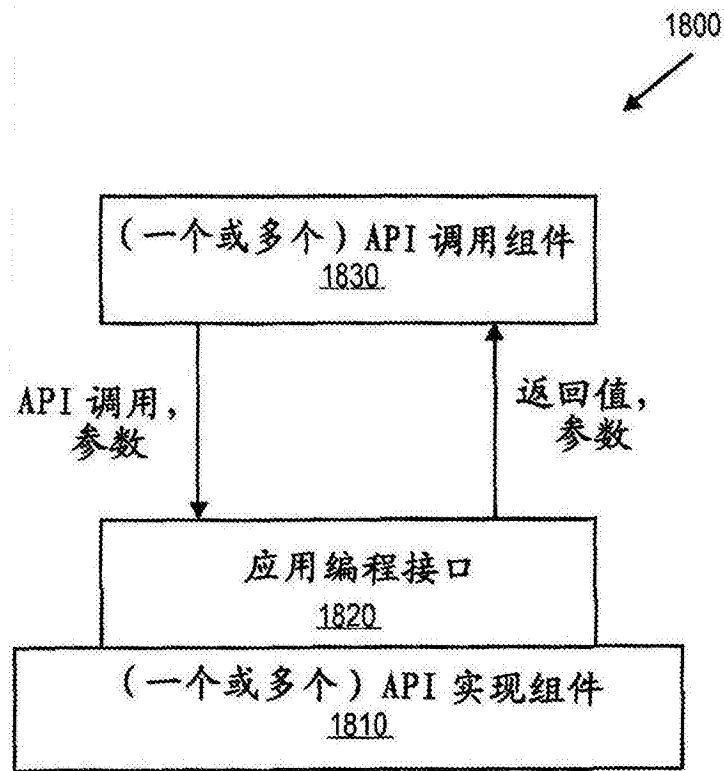 1800
（一个或多个）API 调用组件
1830
API 调用，
参数
返回值，
参数
应用编程接口
1820
（一个或多个）API 实现组件
1810